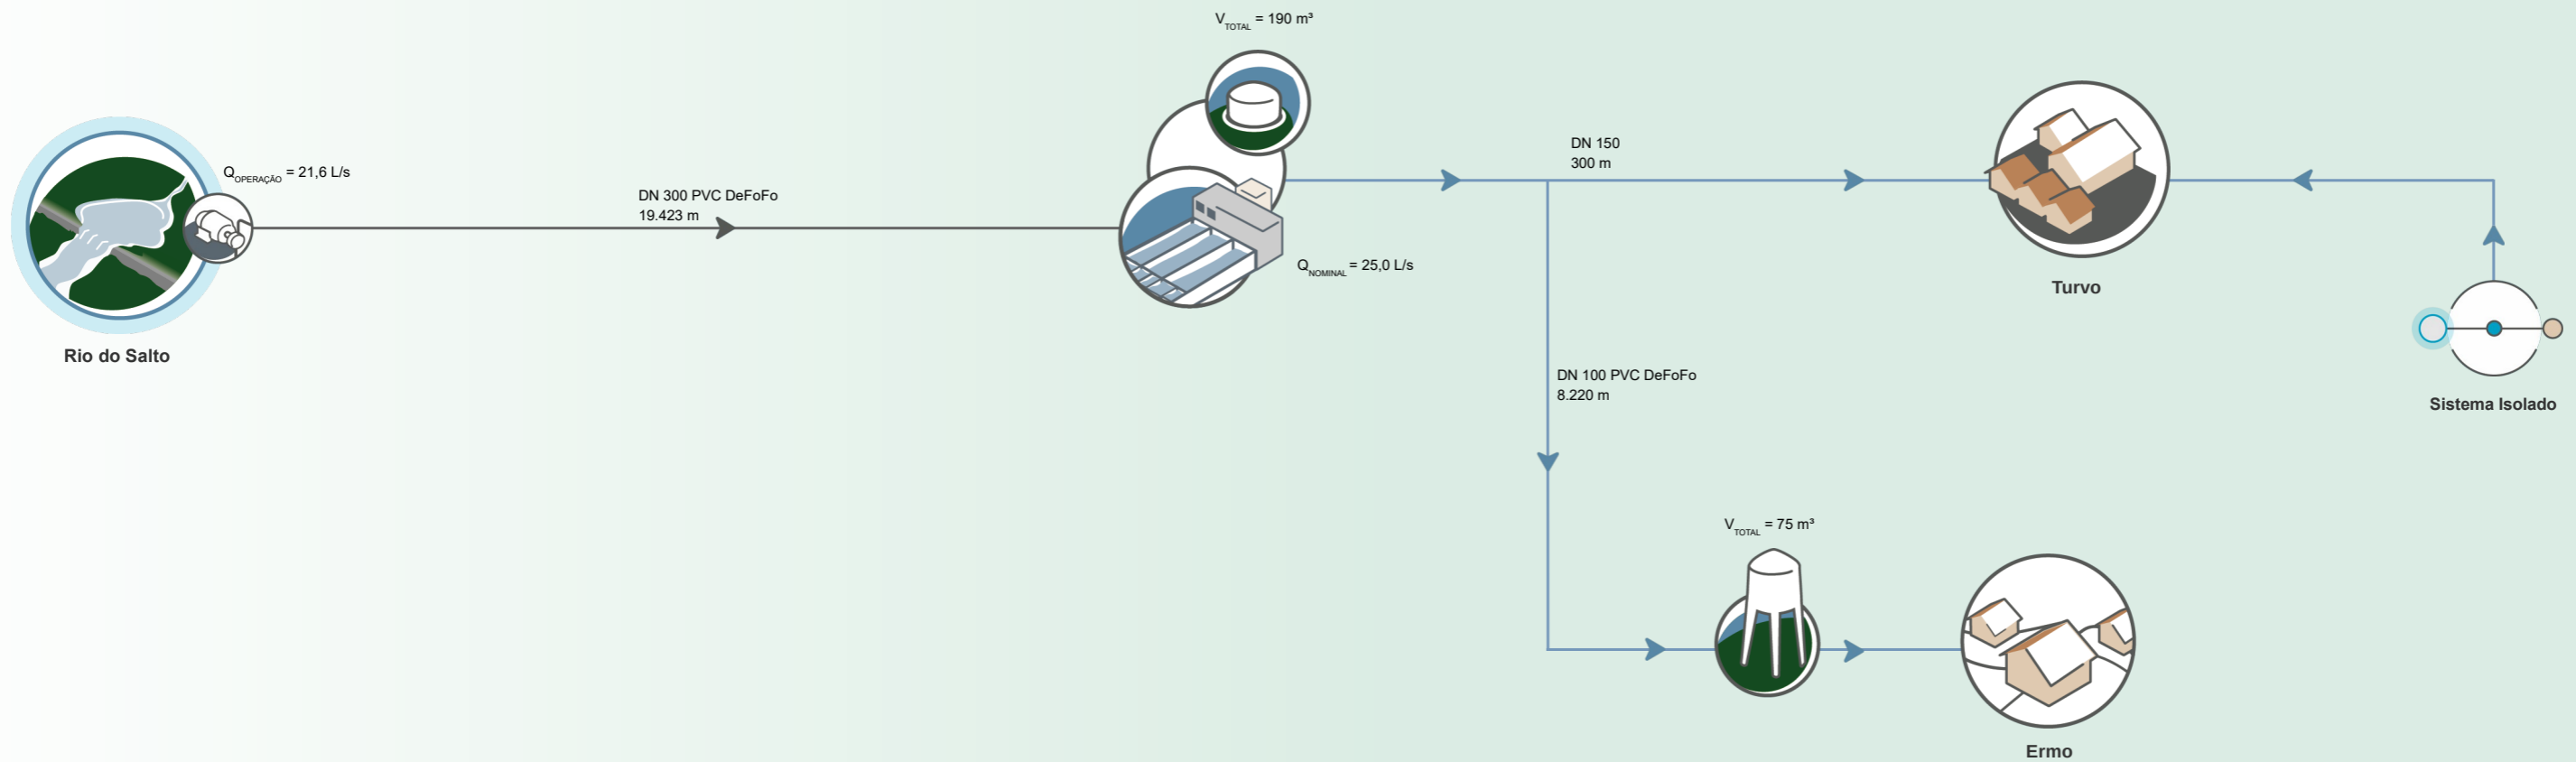 V_TOTAL = 190 m³
Q_OPERAÇÃO = 21,6 L/s
DN 300 PVC DeFoFo
19.423 m
Rio do Salto
Q_NOMINAL = 25,0 L/s
DN 150
300 m
Turvo
DN 100 PVC DeFoFo
8.220 m
Sistema Isolado
V_TOTAL = 75 m³
Ermo